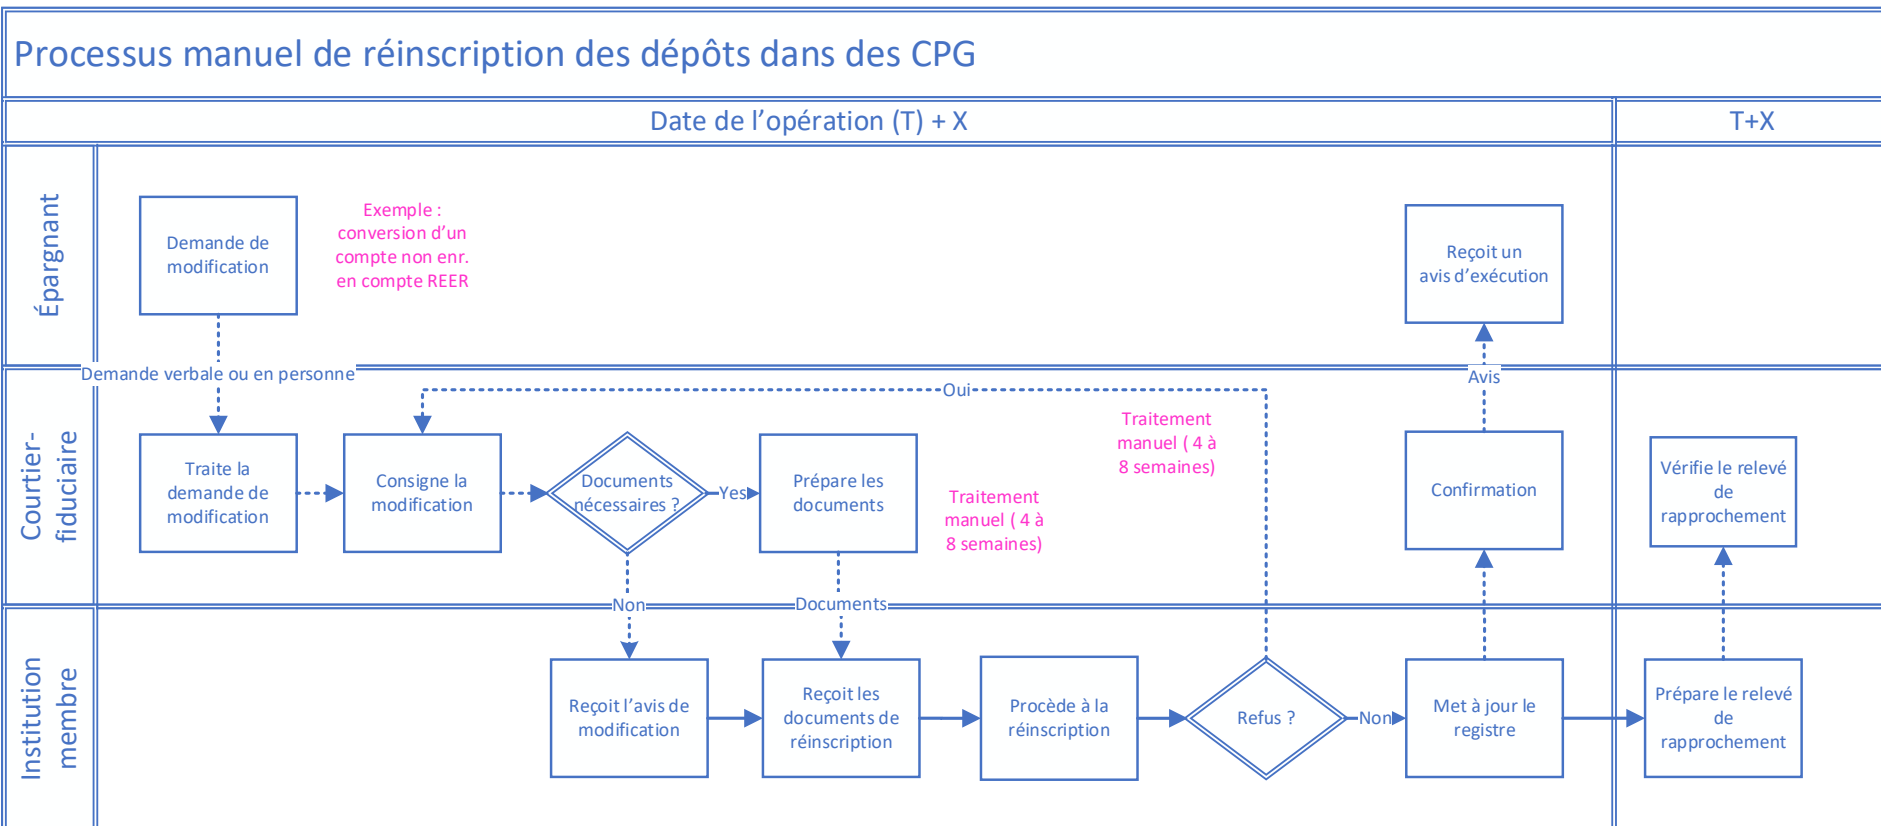 Processus manuel de réinscription des dépôts dans des CPG
Date de l’opération (T) + X
T+X
Épargnant
Demande de
modification
Exemple :
conversion d’un
compte non enr.
en compte REER
Reçoit un
avis d’exécution
Demande verbale ou en personne
Avis
Courtier-
fiduciaire
Oui
Traite la
demande de
modification
Consigne la
modification
Documents
nécessaires ?
Yes
Prépare les
documents
Traitement
manuel ( 4 à
8 semaines)
Traitement
manuel ( 4 à
8 semaines)
Confirmation
Vérifie le relevé
de
rapprochement
Non
Documents
Institution
membre
Reçoit l’avis de
modification
Reçoit les
documents de
réinscription
Procède à la
réinscription
Refus ?
Non
Met à jour le
registre
Prépare le relevé
de
rapprochement